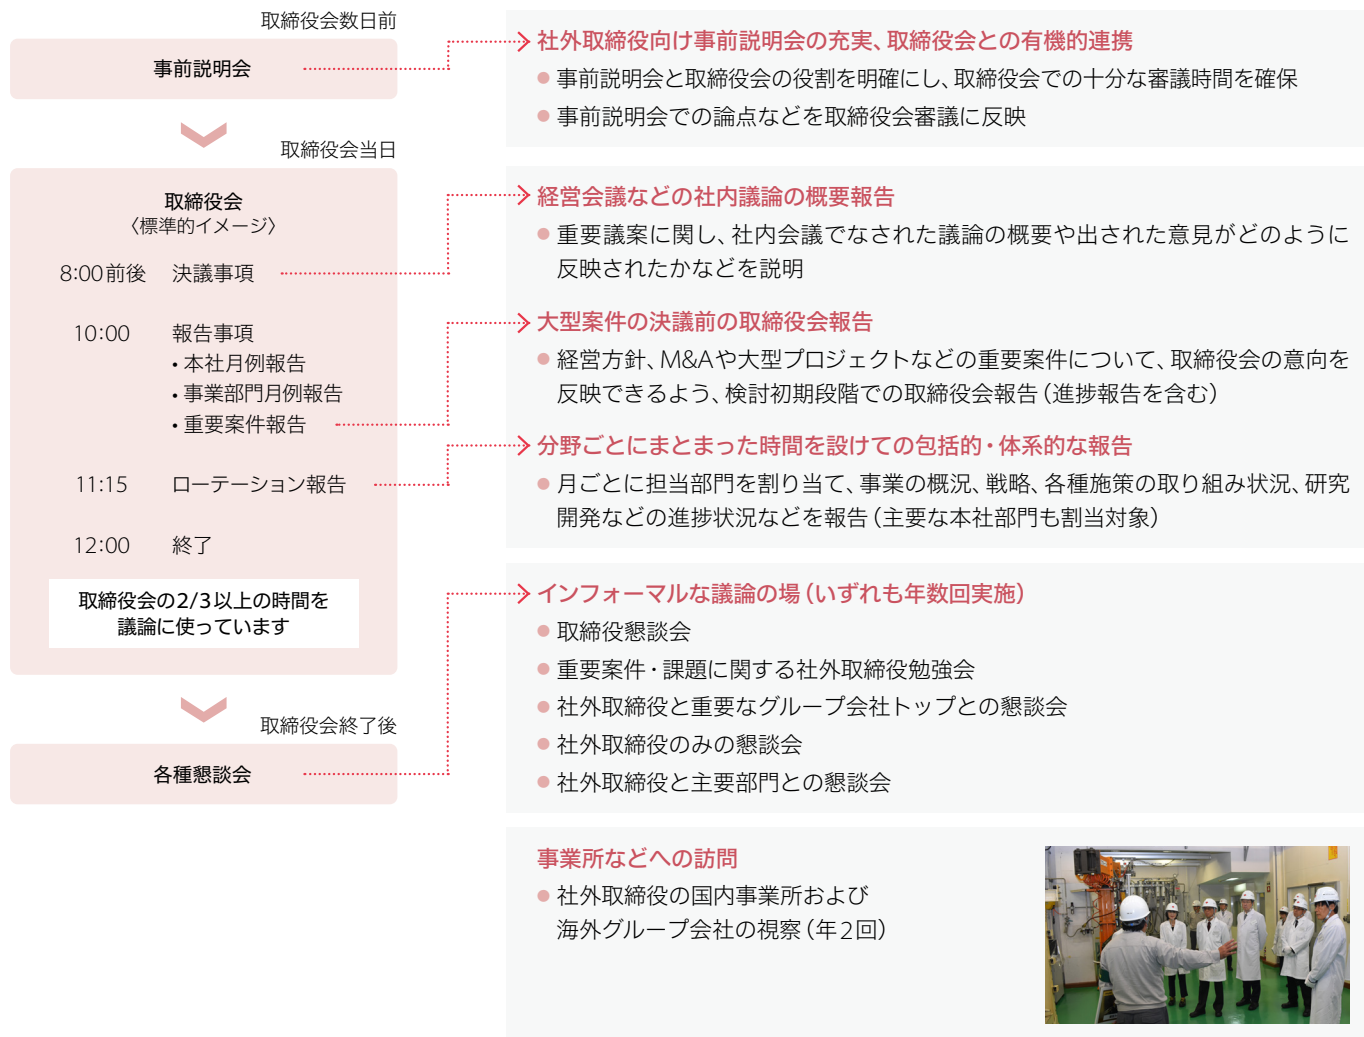 取締役会数日前
事前説明会
取締役会当日
取締役会
〈標準的イメージ〉
8:00前後 決議事項
10:00 報告事項
・本社月例報告
・事業部門月例報告
・重要案件報告
11:15 ローテーション報告
12:00 終了
取締役会の2/3以上の時間を
議論に使っています
取締役会終了後
各種懇談会
社外取締役向け事前説明会の充実、取締役会との有機的連携
● 事前説明会と取締役会の役割を明確にし、取締役会での十分な審議時間を確保
● 事前説明会での論点などを取締役会審議に反映
経営会議などの社内議論の概要報告
● 重要議案に関し、社内会議でなされた議論の概要や出された意見がどのように
反映されたかなどを説明
大型案件の決議前の取締役会報告
● 経営方針、M&Aや大型プロジェクトなどの重要案件について、取締役会の意向を
反映できるよう、検討初期段階での取締役会報告（進捗報告を含む）
分野ごとにまとまった時間を設けての包括的・体系的な報告
● 月ごとに担当部門を割り当て、事業の概況、戦略、各種施策の取り組み状況、研究
開発などの進捗状況などを報告（主要な本社部門も割当対象）
インフォーマルな議論の場（いずれも年数回実施）
● 取締役懇談会
● 重要案件・課題に関する社外取締役勉強会
● 社外取締役と重要なグループ会社トップとの懇談会
● 社外取締役のみの懇談会
● 社外取締役と主要部門との懇談会
事業所などへの訪問
● 社外取締役の国内事業所および
海外グループ会社の視察（年2回）